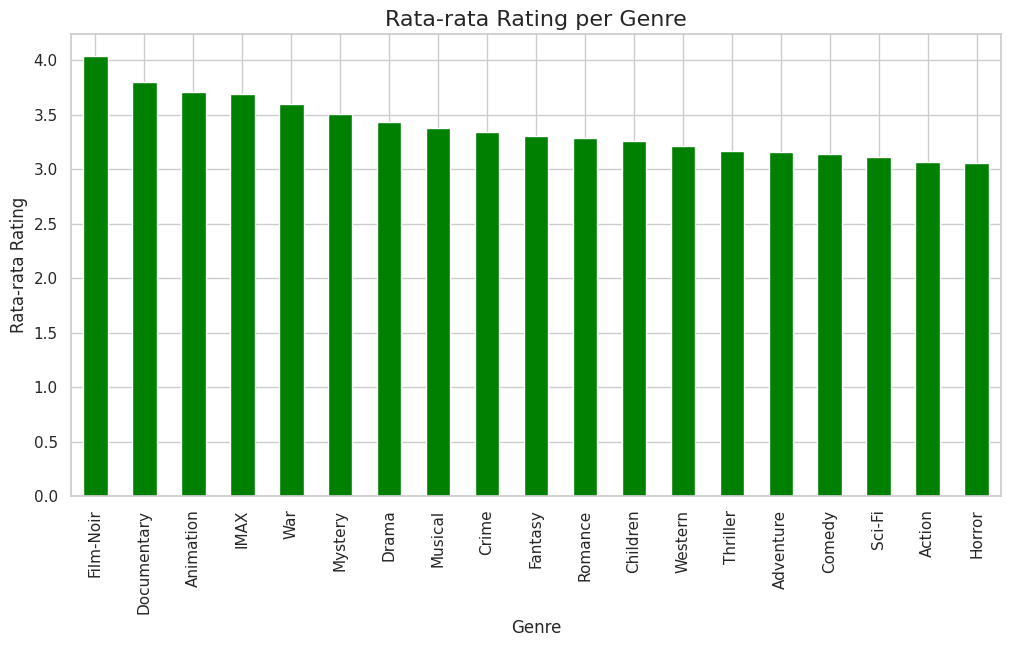 Rata-rata Rating per Genre
Rata-rata Rating
4.0
3.5
3.0
2.5
2.0
1.5
1.0
0.5
0.0
Film-Noir
Documentary
Animation
IMAX
War
Mystery
Drama
Musical
Crime
Fantasy
Romance
Children
Western
Thriller
Adventure
Comedy
Sci-Fi
Action
Horror
Genre